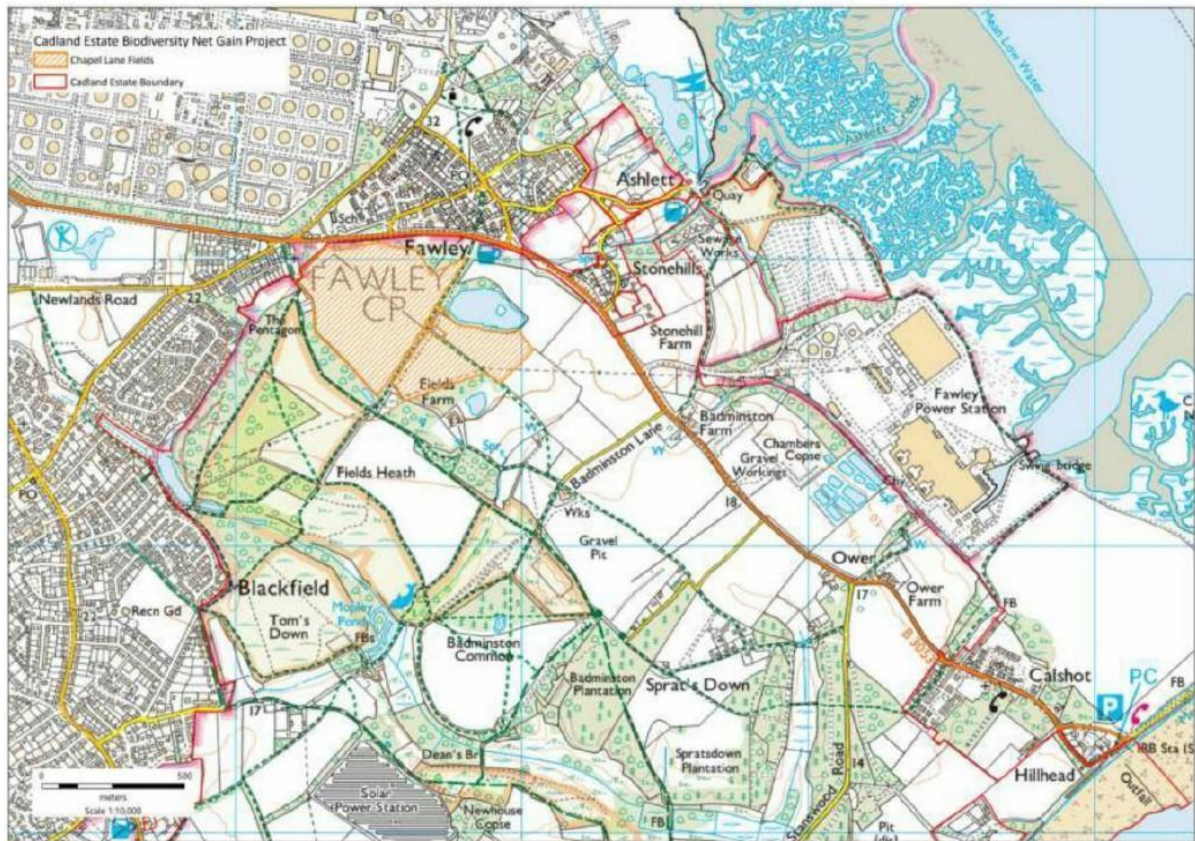 Cadland Estate Biodiversity Net Gain Project
Chapel Lane Fields
Cadland Estate Boundary
Mean Low Water
32
PO
Sch
Ashlett Creek
Ashlett
Quay
Fawley
Sewage
Works
Stonehills
FAWLEY
CP
Newlands Road
22
The
Pentagon
Stonehill
Farm
Fields
Farm
Fawley
Power Station
Badminston
Farm
Spr
W
Chambers
Copse
Gravel
Workings
W
Swing bridge
Chy
Fields Heath
Badminston Lane
PO
Wks
18
Gravel
Pit
W
Ower
17
Ower
Farm
FB
Blackfield
Recn Gd
22
Tom's
Down
Mopley
Pond
FBs
Badminston
Common
B 3053
Calshot
P
PC
FB
Badminston
Plantation
Sprat's Down
17
Dean's Br
Spratsdown
Plantation
14
Hillhead
IRB Sta
Outfall
0
500
meters
Scale 1:10,000
Solar
Power Station
Newhouse
Copse
FB
Stanswood Road
Pit